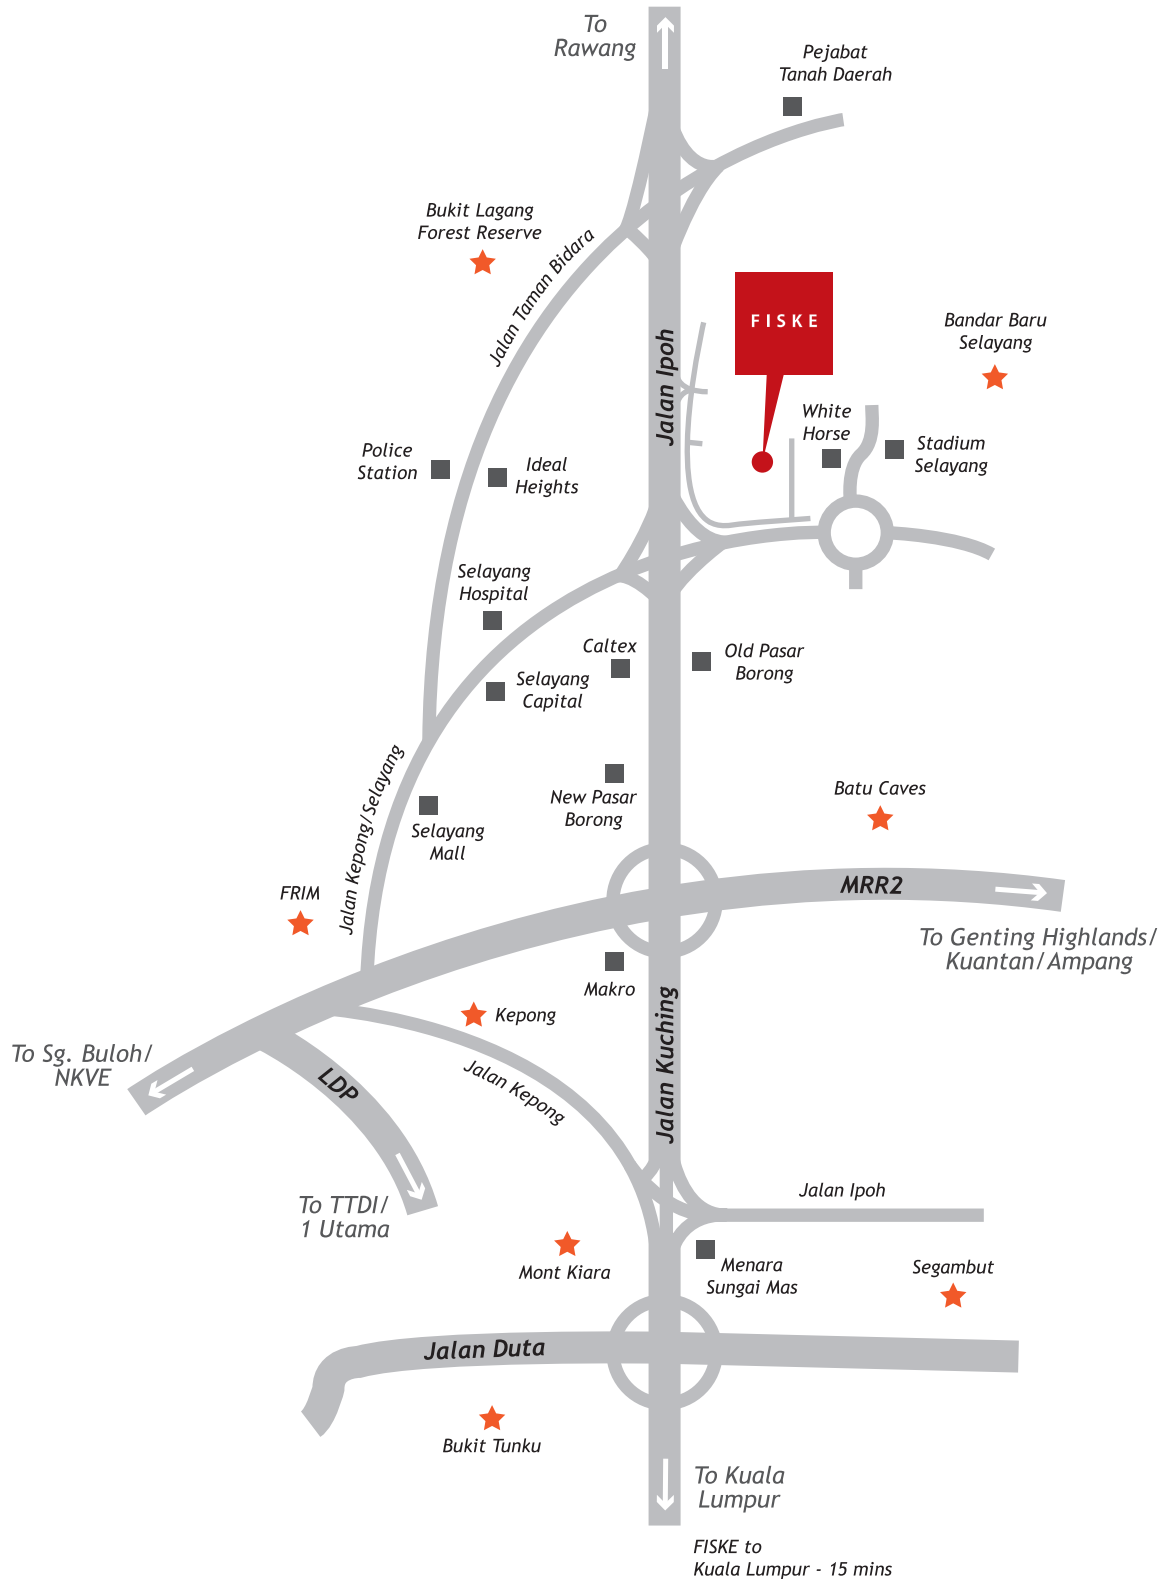 To
Rawang
Pejabat
Tanah Daerah
Bukit Lagang
Forest Reserve
Jalan Taman Bidara
FISKE
Bandar Baru
Selayang
Jalan Ipoh
White
Horse
Stadium
Selayang
Police
Station
Ideal
Heights
Selayang
Hospital
Caltex
Old Pasar
Borong
Selayang
Capital
Jalan Kepong/Selayang
New Pasar
Borong
Batu Caves
Selayang
Mall
FRIM
MRR2
To Genting Highlands/
Kuantan/Ampang
Makro
Kepong
Jalan Kuching
To Sg. Buloh/
NKVE
LDP
Jalan Kepong
To TTDI/
1 Utama
Jalan Ipoh
Mont Kiara
Menara
Sungai Mas
Segambut
Jalan Duta
Bukit Tunku
To Kuala
Lumpur
FISKE to
Kuala Lumpur - 15 mins